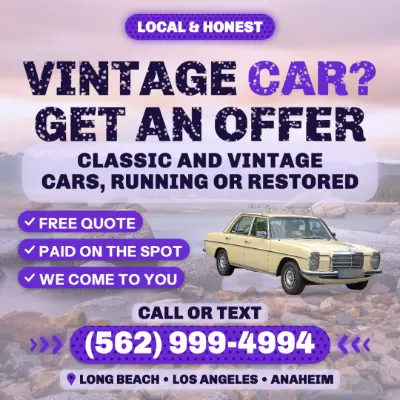 LOCAL & HONEST
VINTAGE CAR?
GET AN OFFER
CLASSIC AND VINTAGE
CARS, RUNNING OR RESTORED
FREE QUOTE
PAID ON THE SPOT
WE COME TO YOU
CALL OR TEXT
(562) 999-4994
LONG BEACH • LOS ANGELES • ANAHEIM